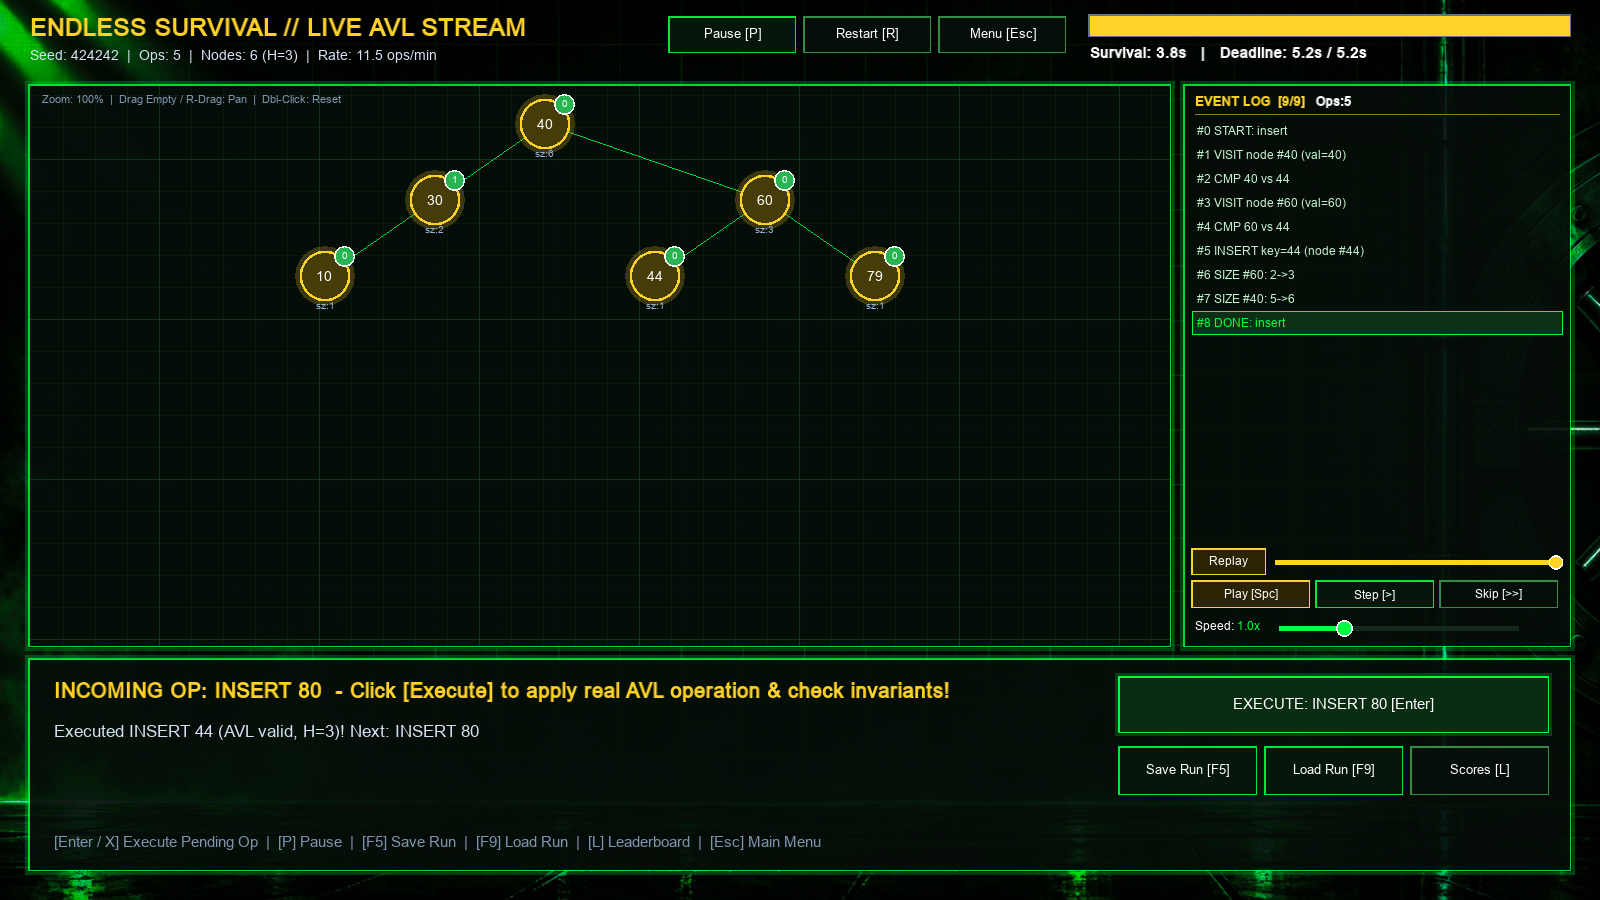 ENDLESS SURVIVAL // LIVE AVL STREAM
Seed: 424242 | Ops: 5 | Nodes: 6 (H=3) | Rate: 11.5 ops/min
Pause [P]
Restart [R]
Menu [Esc]
Survival: 3.8s | Deadline: 5.2s / 5.2s
Zoom: 100% | Drag Empty / R-Drag: Pan | Dbl-Click: Reset
0
40
sz:6
1
30
sz:2
0
60
sz:3
0
10
sz:1
0
44
sz:1
0
79
sz:1
EVENT LOG [9/9] Ops:5
#0 START: insert
#1 VISIT node #40 (val=40)
#2 CMP 40 vs 44
#3 VISIT node #60 (val=60)
#4 CMP 60 vs 44
#5 INSERT key=44 (node #44)
#6 SIZE #60: 2->3
#7 SIZE #40: 5->6
#8 DONE: insert
Replay
Play [Spc]
Step [>]
Skip [>>]
Speed: 1.0x
INCOMING OP: INSERT 80 - Click [Execute] to apply real AVL operation & check invariants!
Executed INSERT 44 (AVL valid, H=3)! Next: INSERT 80
EXECUTE: INSERT 80 [Enter]
Save Run [F5]
Load Run [F9]
Scores [L]
[Enter / X] Execute Pending Op | [P] Pause | [F5] Save Run | [F9] Load Run | [L] Leaderboard | [Esc] Main Menu